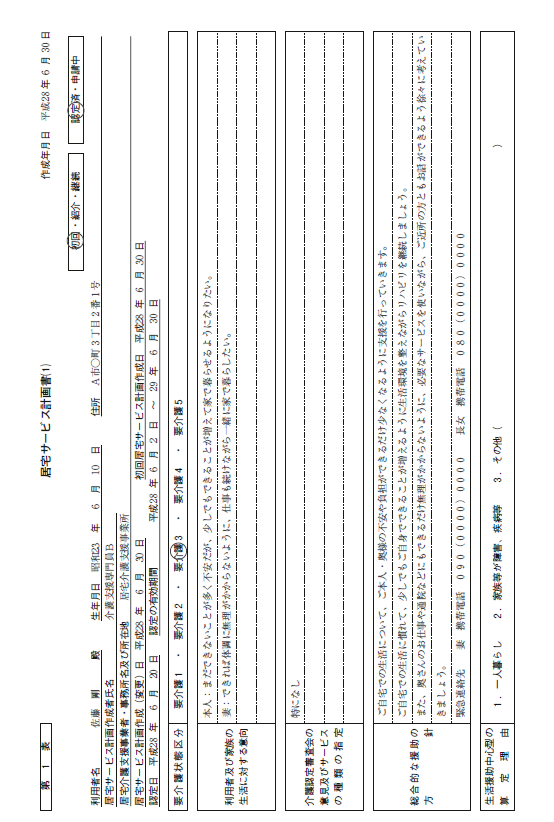 第 1 表
居宅サービス計画書(1)
作成年月日 平成28 年 6 月 30 日
初回・紹介・継続
認定済・申請中
利用者名 佐藤 剛 殿 生年月日 昭和23 年 6 月 10 日 住所 A市〇町3丁目2番1号
居宅サービス計画作成者氏名 介護支援専門員B
居宅介護支援事業者・事務所名及び所在地 居宅介護支援事業所
居宅サービス計画作成(変更)日 平成28 年 6 月 30 日 初回居宅サービス計画作成日 平成28 年 6 月 30 日
認定日 平成28 年 6 月 20 日 認定の有効期間 平成28 年 6 月 2 日 ~ 29 年 6 月 30 日
要介護状態区分 要介護1 ・ 要介護2 ・ 要介護3 ・ 要介護4 ・ 要介護5
利用者及び家族の
生活に対する意向
本人:まだできないことが多く不安だが、少しでもできることが増えて家で暮らせるようになりたい。
妻:できれば体調に無理がかからないように、仕事も続けながら一緒に家で暮らしたい。
介護認定審査会の
意見及びサービス
の種類の指定
特になし
総合的な援助の
方 針
ご自宅での生活について、ご本人・奥様の不安や負担ができるだけ少なくなるように支援を行っていきます。
ご自宅での生活に慣れて、少しでもご自身でできることが増えるように生活環境を整えながらリハビリを継続しましょう。
また、奥さんのお仕事や通院などにもできるだけ無理がかからないように、必要なサービスを使いながら、ご近所の方ともお話ができるよう徐々に考えてい
きましょう。
緊急連絡先 妻 携帯電話 090(0000)0000 長女 携帯電話 080(0000)0000
生活援助中心型の
算 定 理 由
1.一人暮らし 2.家族等が障害、疾病等 3.その他( )